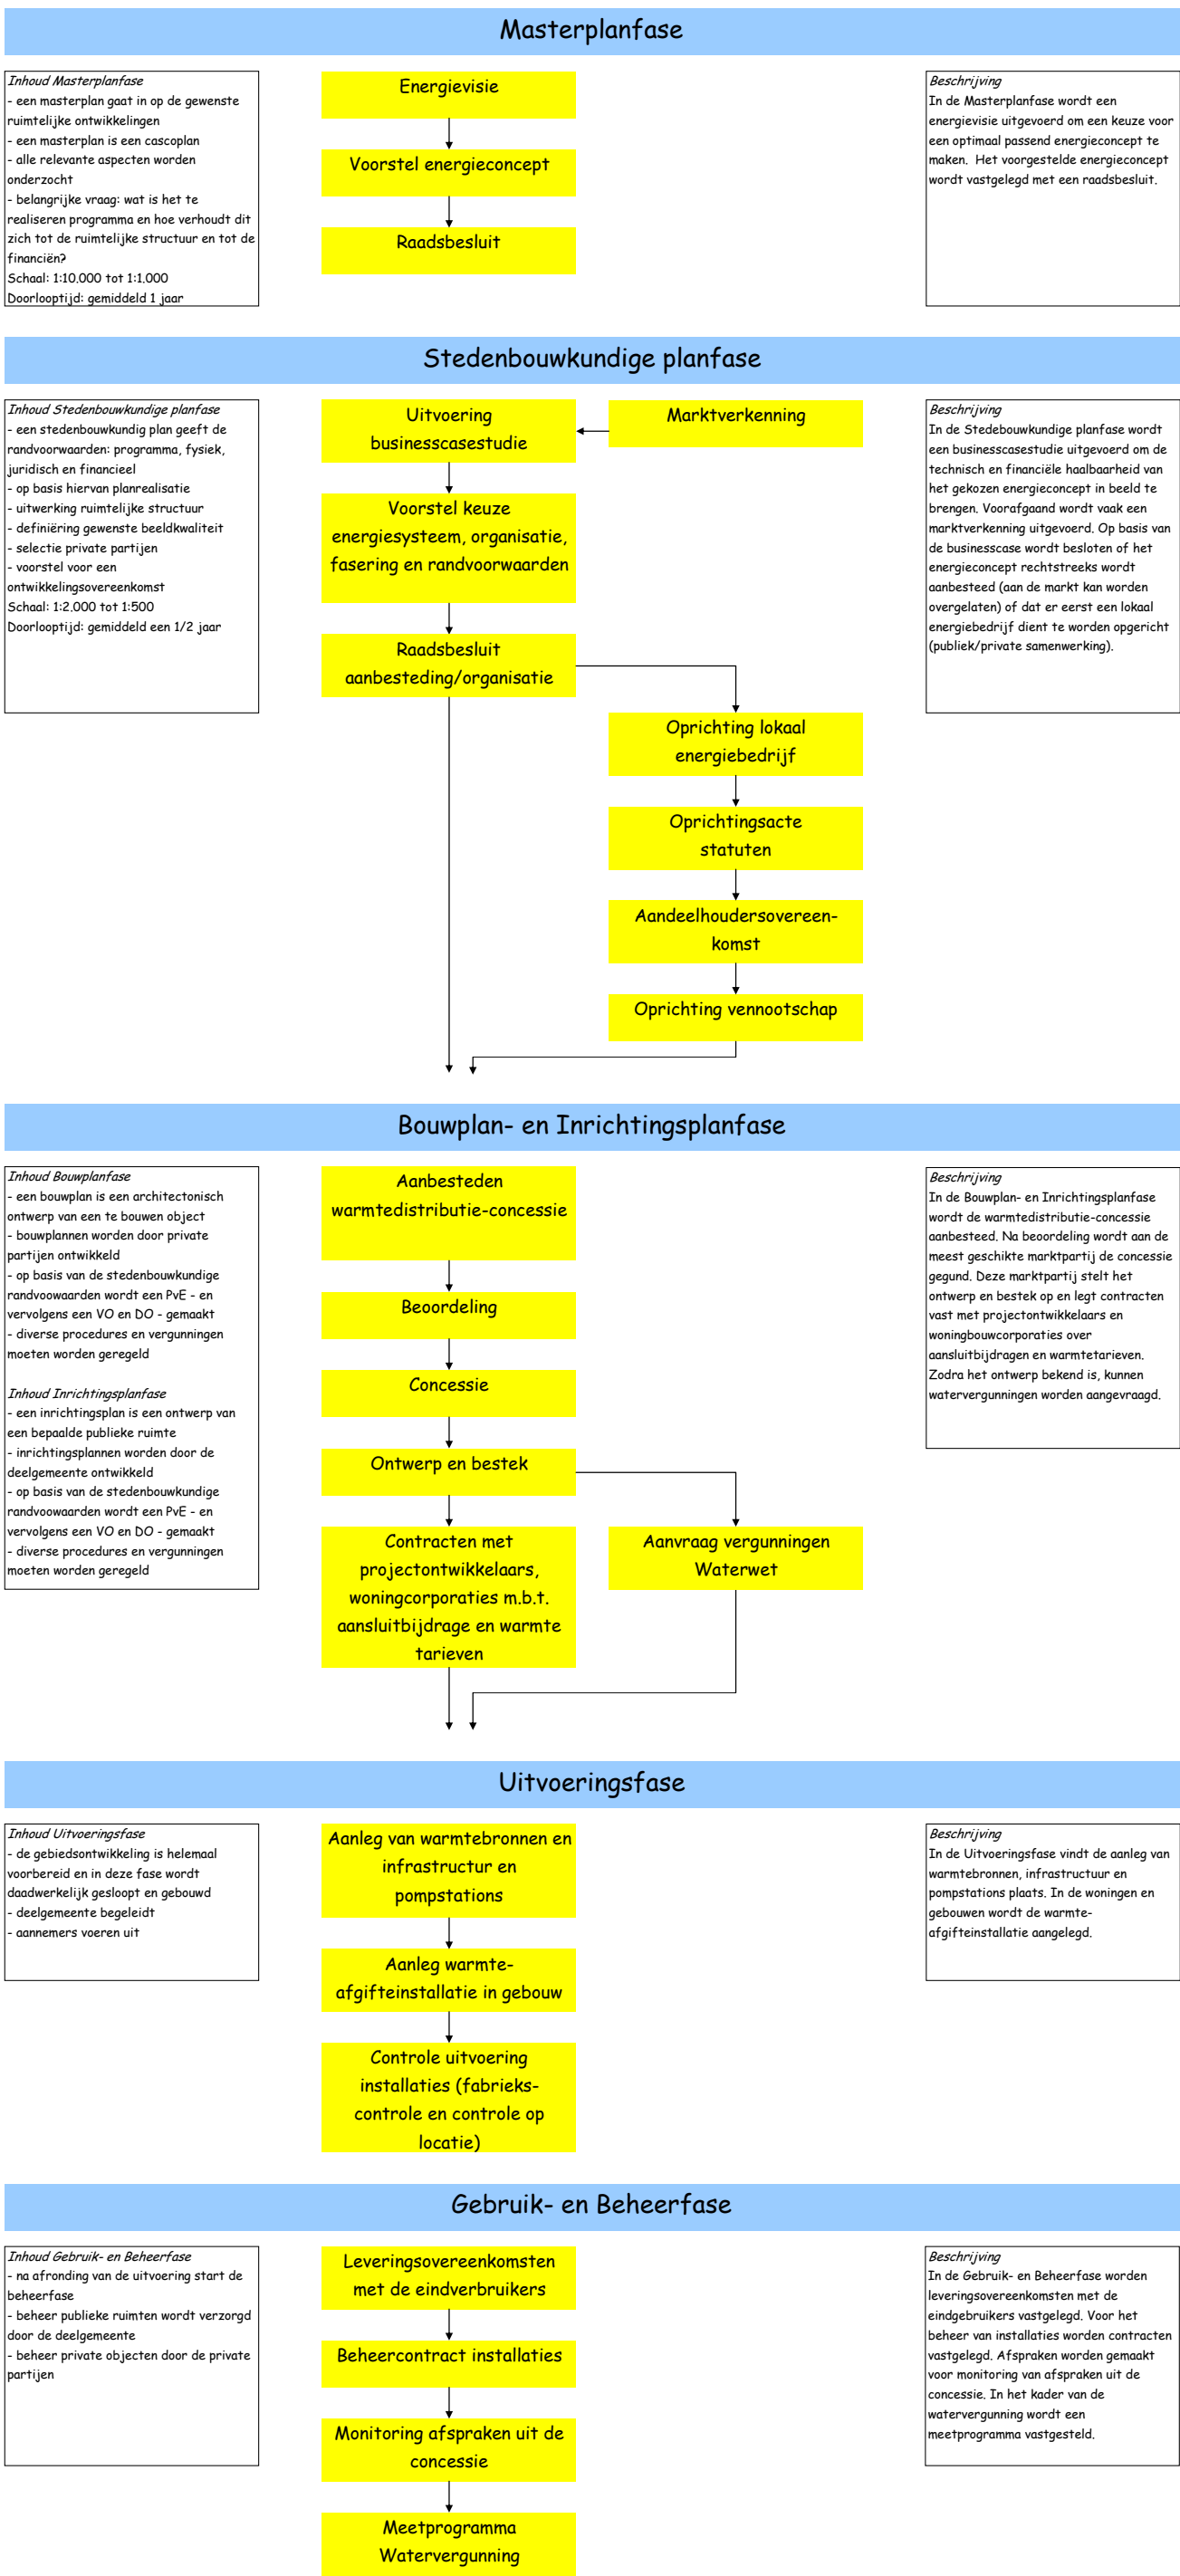 Masterplanfase
Inhoud Masterplanfase
- een masterplan gaat in op de gewenste
ruimtelijke ontwikkelingen
- een masterplan is een cascoplan
- alle relevante aspecten worden
onderzocht
- belangrijke vraag: wat is het te
realiseren programma en hoe verhoudt dit
zich tot de ruimtelijke structuur en tot de
financiën?
Schaal: 1:10.000 tot 1:1.000
Doorlooptijd: gemiddeld 1 jaar
Energievisie
Voorstel energieconcept
Raadsbesluit
Beschrijving
In de Masterplanfase wordt een
energievisie uitgevoerd om een keuze voor
een optimaal passend energieconcept te
maken.  Het voorgestelde energieconcept
wordt vastgelegd met een raadsbesluit.
Stedenbouwkundige planfase
Inhoud Stedenbouwkundige planfase
- een stedenbouwkundig plan geeft de
randvoorwaarden: programma, fysiek,
juridisch en financieel
- op basis hiervan planrealisatie
- uitwerking ruimtelijke structuur
- definiëring gewenste beeldkwaliteit
- selectie private partijen
- voorstel voor een
ontwikkelingsovereenkomst
Schaal: 1:2.000 tot 1:500
Doorlooptijd: gemiddeld een 1/2 jaar
Uitvoering
businesscasestudie
Marktverkenning
Voorstel keuze
energiesysteem, organisatie,
fasering en randvoorwaarden
Raadsbesluit
aanbesteding/organisatie
Oprichting lokaal
energiebedrijf
Oprichtingsacte
statuten
Aandeelhoudersovereen-
komst
Oprichting vennootschap
Beschrijving
In de Stedebouwkundige planfase wordt
een businesscasestudie uitgevoerd om de
technisch en financiële haalbaarheid van
het gekozen energieconcept in beeld te
brengen. Voorafgaand wordt vaak een
marktverkenning uitgevoerd. Op basis van
de businesscase wordt besloten of het
energieconcept rechtstreeks wordt
aanbesteed (aan de markt kan worden
overgelaten) of dat er eerst een lokaal
energiebedrijf dient te worden opgericht
(publiek/private samenwerking).
Bouwplan- en Inrichtingsplanfase
Inhoud Bouwplanfase
- een bouwplan is een architectonisch
ontwerp van een te bouwen object
- bouwplannen worden door private
partijen ontwikkeld
- op basis van de stedenbouwkundige
randvoowaarden wordt een PvE - en
vervolgens een VO en DO - gemaakt
- diverse procedures en vergunningen
moeten worden geregeld
Inhoud Inrichtingsplanfase
- een inrichtingsplan is een ontwerp van
een bepaalde publieke ruimte
- inrichtingsplannen worden door de
deelgemeente ontwikkeld
- op basis van de stedenbouwkundige
randvoowaarden wordt een PvE - en
vervolgens een VO en DO - gemaakt
- diverse procedures en vergunningen
moeten worden geregeld
Aanbesteden
warmtedistributie-concessie
Beoordeling
Concessie
Ontwerp en bestek
Contracten met
projectontwikkelaars,
woningcorporaties m.b.t.
aansluitbijdrage en warmte
tarieven
Aanvraag vergunningen
Waterwet
Beschrijving
In de Bouwplan- en Inrichtingsplanfase
wordt de warmtedistributie-concessie
aanbesteed. Na beoordeling wordt aan de
meest geschikte marktpartij de concessie
gegund. Deze marktpartij stelt het
ontwerp en bestek op en legt contracten
vast met projectontwikkelaars en
woningbouwcorporaties over
aansluitbijdragen en warmtetarieven.
Zodra het ontwerp bekend is, kunnen
watervergunningen worden aangevraagd.
Uitvoeringsfase
Inhoud Uitvoeringsfase
- de gebiedsontwikkeling is helemaal
voorbereid en in deze fase wordt
daadwerkelijk gesloopt en gebouwd
- deelgemeente begeleidt
- aannemers voeren uit
Aanleg van warmtebronnen en
infrastructur en
pompstations
Aanleg warmte-
afgifteinstallatie in gebouw
Controle uitvoering
installaties (fabrieks-
controle en controle op
locatie)
Beschrijving
In de Uitvoeringsfase vindt de aanleg van
warmtebronnen, infrastructuur en
pompstations plaats. In de woningen en
gebouwen wordt de warmte-
afgifteinstallatie aangelegd.
Gebruik- en Beheerfase
Inhoud Gebruik- en Beheerfase
- na afronding van de uitvoering start de
beheerfase
- beheer publieke ruimten wordt verzorgd
door de deelgemeente
- beheer private objecten door de private
partijen
Leveringsovereenkomsten
met de eindverbruikers
Beheercontract installaties
Monitoring afspraken uit de
concessie
Meetprogramma
Watervergunning
Beschrijving
In de Gebruik- en Beheerfase worden
leveringsovereenkomsten met de
eindgebruikers vastgelegd. Voor het
beheer van installaties worden contracten
vastgelegd. Afspraken worden gemaakt
voor monitoring van afspraken uit de
concessie. In het kader van de
watervergunning wordt een
meetprogramma vastgesteld.